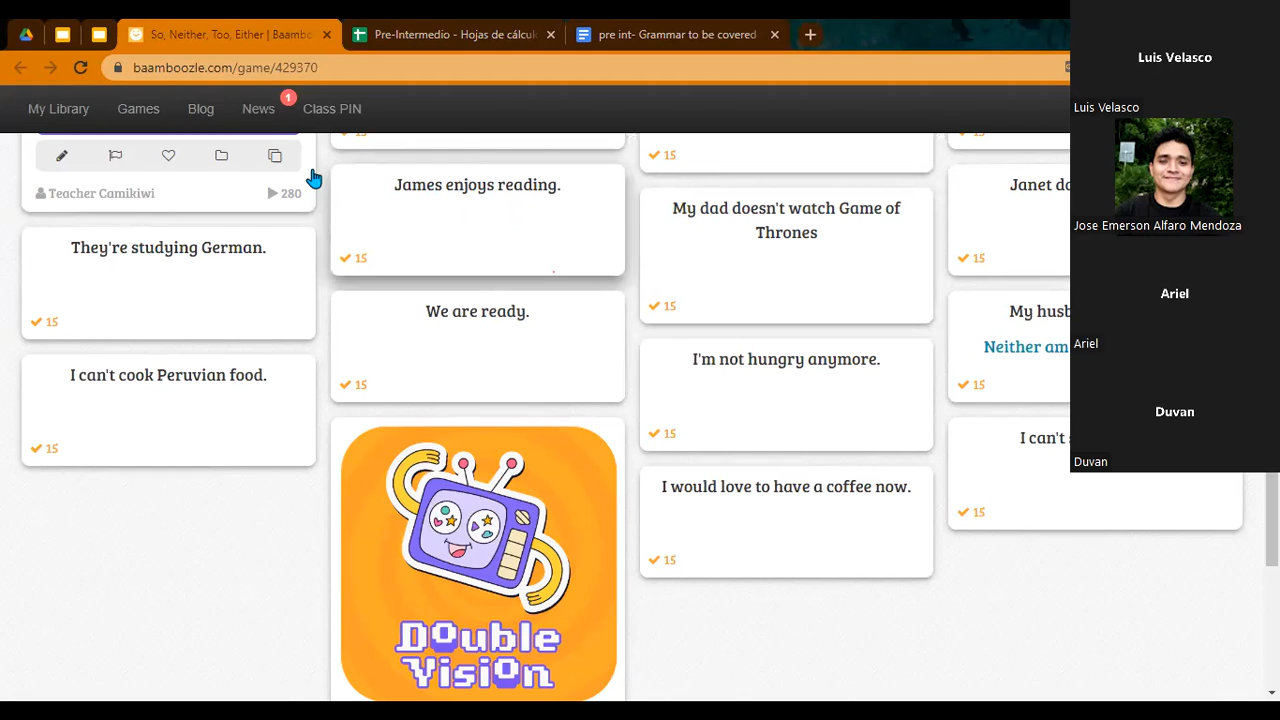 So, Neither, Too, Either | Baambo
Pre-Intermedio - Hojas de cálcul
pre int- Grammar to be covered
baamboozle.com/game/429370
My Library
Games
Blog
News
1
Class PIN
Teacher Camikiwi
280
They're studying German.
15
I can't cook Peruvian food.
15
James enjoys reading.
15
We are ready.
15
Double
Vision
15
My dad doesn't watch Game of
Thrones
15
I'm not hungry anymore.
15
I would love to have a coffee now.
15
Janet do
15
My husb
Neither am
15
I can't
15
Luis Velasco
Luis Velasco
Jose Emerson Alfaro Mendoza
Ariel
Ariel
Duvan
Duvan